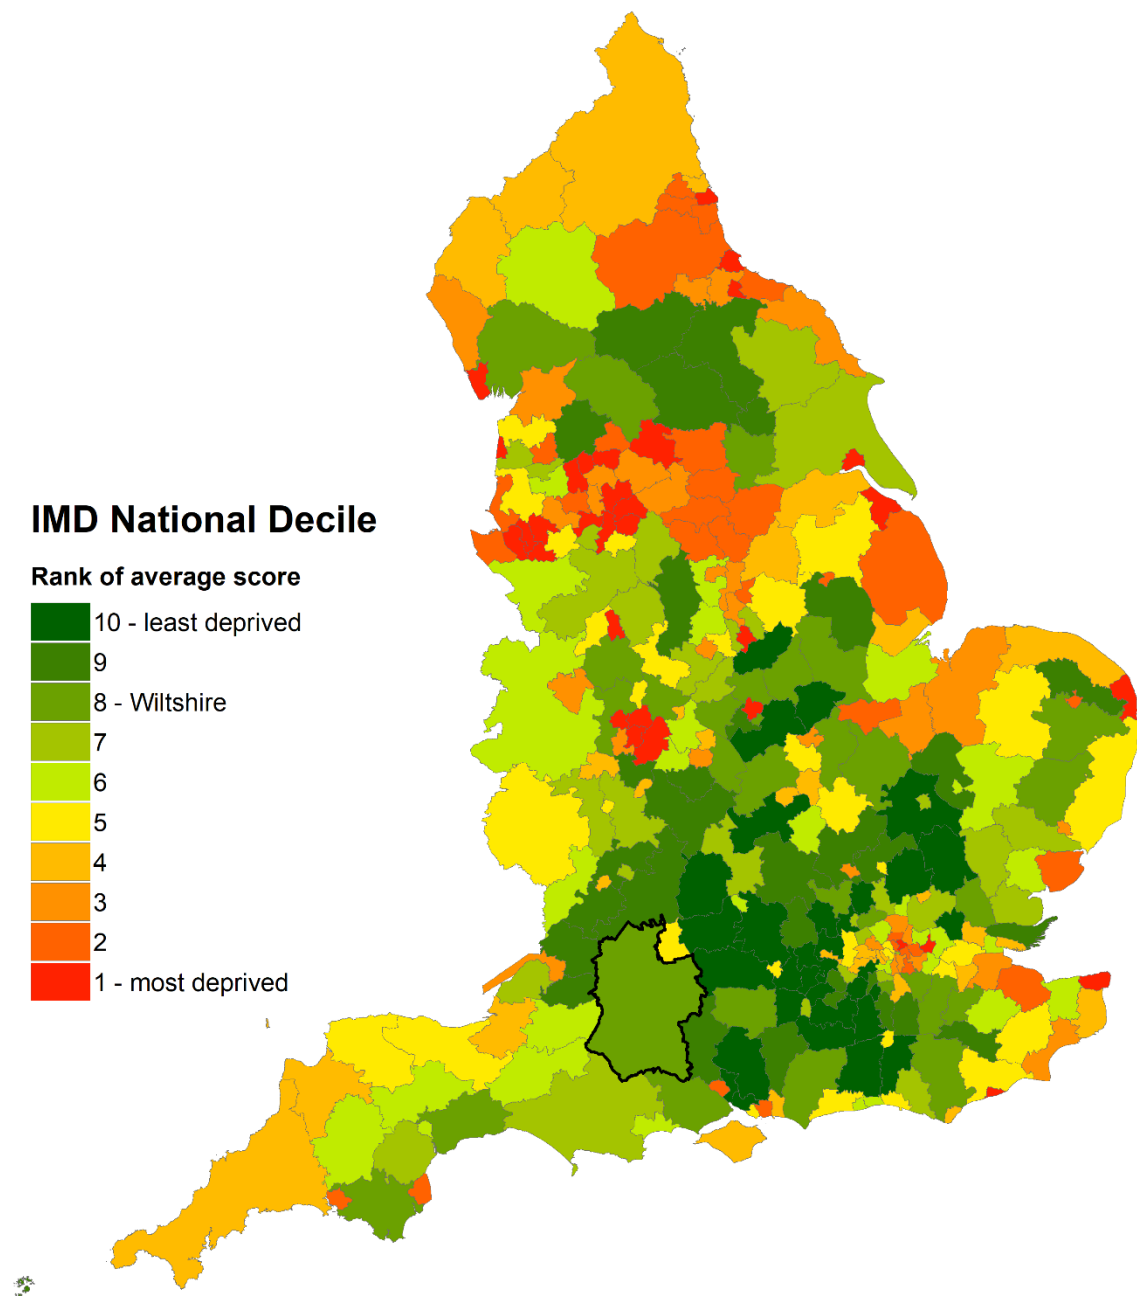 IMD National Decile
Rank of average score
10 - least deprived
9
8 - Wiltshire
7
6
5
4
3
2
1 - most deprived